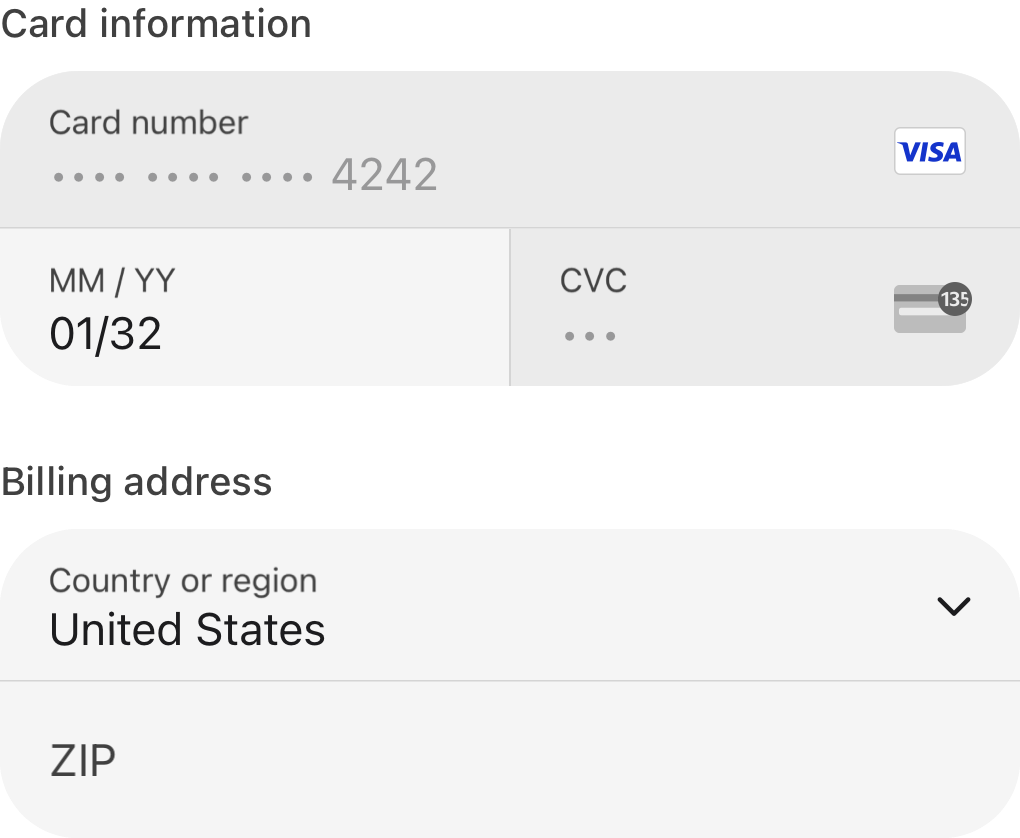 Card information
Card number
•••• •••• •••• 4242
VISA
MM / YY
01/32
CVC
•••
135
Billing address
Country or region
United States
ZIP